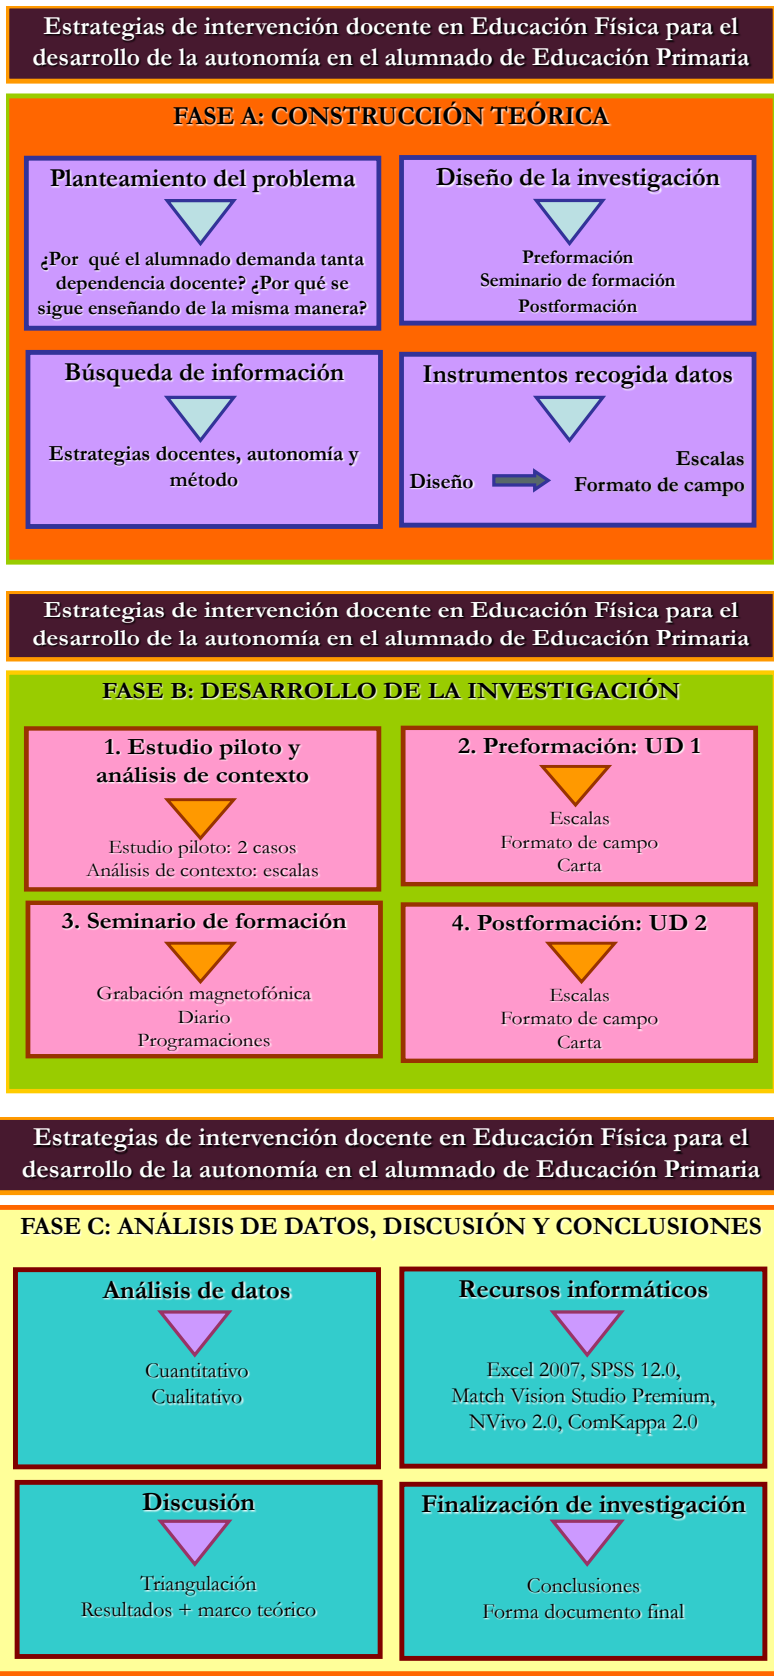 Estrategias de intervención docente en Educación Física para el
desarrollo de la autonomía en el alumnado de Educación Primaria
FASE A: CONSTRUCCIÓN TEÓRICA
Planteamiento del problema
¿Por qué el alumnado demanda tanta
dependencia docente? ¿Por qué se
sigue enseñando de la misma manera?
Diseño de la investigación
Preformación
Seminario de formación
Postformación
Búsqueda de información
Estrategias docentes, autonomía y
método
Instrumentos recogida datos
Diseño
Escalas
Formato de campo
Estrategias de intervención docente en Educación Física para el
desarrollo de la autonomía en el alumnado de Educación Primaria
FASE B: DESARROLLO DE LA INVESTIGACIÓN
1. Estudio piloto y
análisis de contexto
Estudio piloto: 2 casos
Análisis de contexto: escalas
2. Preformación: UD 1
Escalas
Formato de campo
Carta
3. Seminario de formación
Grabación magnetofónica
Diario
Programaciones
4. Postformación: UD 2
Escalas
Formato de campo
Carta
Estrategias de intervención docente en Educación Física para el
desarrollo de la autonomía en el alumnado de Educación Primaria
FASE C: ANÁLISIS DE DATOS, DISCUSIÓN Y CONCLUSIONES
Análisis de datos
Cuantitativo
Cualitativo
Recursos informáticos
Excel 2007, SPSS 12.0,
Match Vision Studio Premium,
NVivo 2.0, ComKappa 2.0
Discusión
Triangulación
Resultados + marco teórico
Finalización de investigación
Conclusiones
Forma documento final